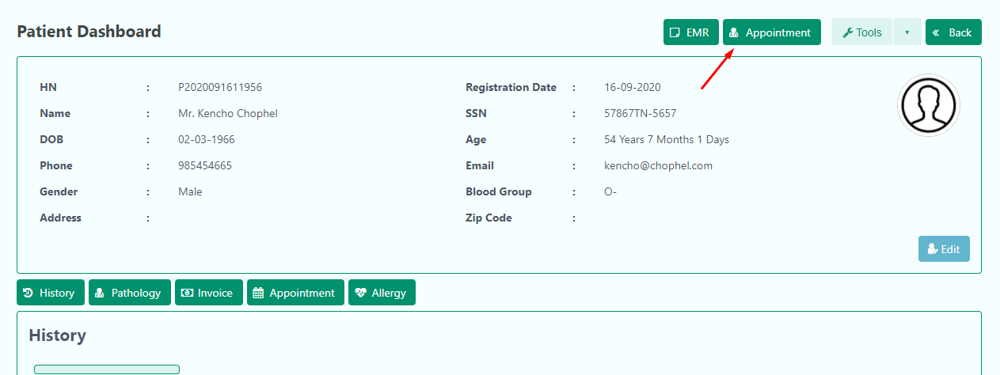 Patient Dashboard EMR Appointment Tools Back
HN : P2020091611956 Registration Date : 16-09-2020
Name : Mr. Kencho Chophel SSN : 57867TN-5657
DOB : 02-03-1966 Age : 54 Years 7 Months 1 Days
Phone : 985454665 Email : kencho@chophel.com
Gender : Male Blood Group : O-
Address : Zip Code :
Edit
History Pathology Invoice Appointment Allergy
History